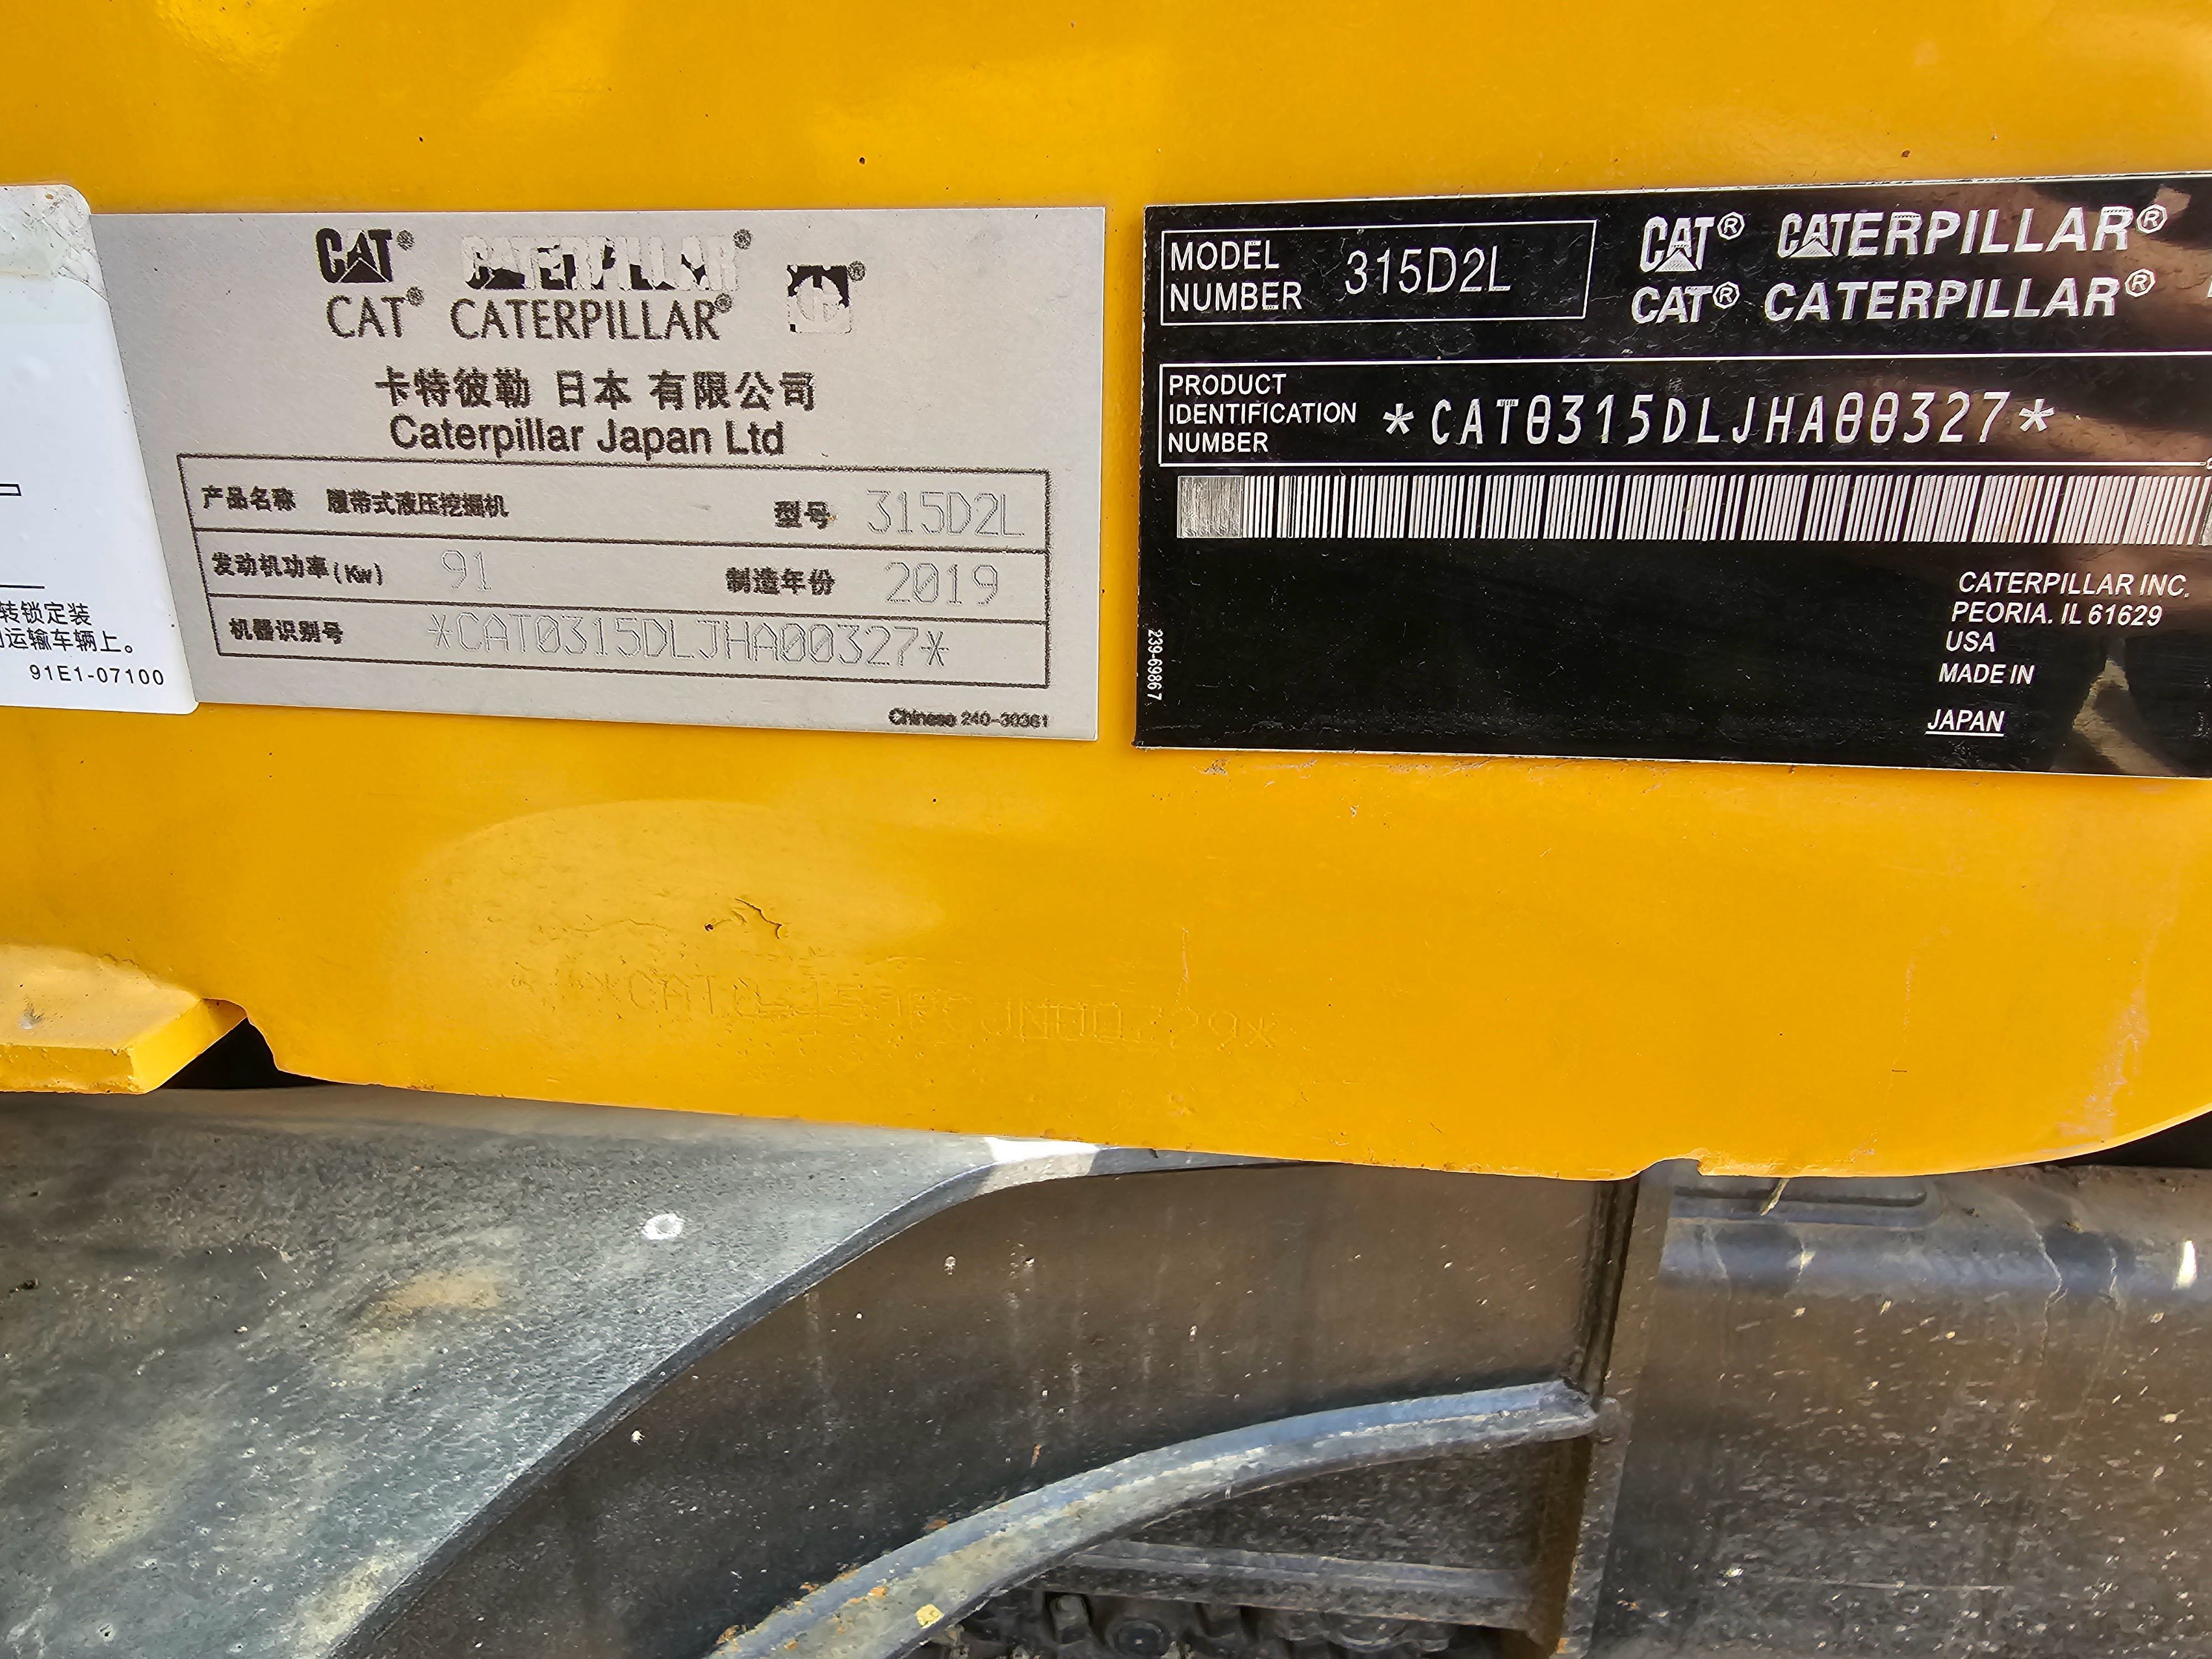 转锁定装
运输车辆上。
91E1-07100
CAT® CATERPILLAR®
CAT® CATERPILLAR®
卡特彼勒 日本 有限公司
Caterpillar Japan Ltd
产品名称 履带式液压挖掘机 型号 315D2L
发动机功率(Kw) 91 制造年份 2019
机器识别号 *CAT0315DLJHA00327*
Chinese 240-30361
MODEL NUMBER 315D2L
CAT® CATERPILLAR®
CAT® CATERPILLAR®
PRODUCT
IDENTIFICATION
NUMBER
*CAT0315DLJHA00327*
239-6986 7
CATERPILLAR INC.
PEORIA. IL 61629
USA
MADE IN
JAPAN